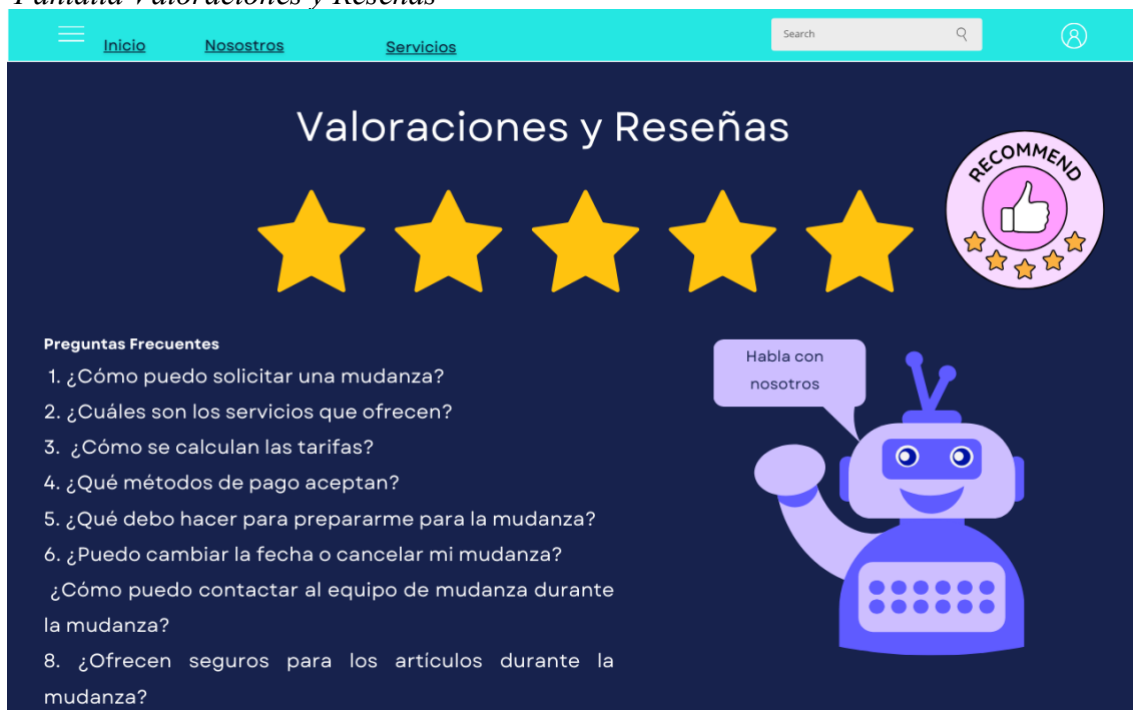 Pantalla Valoraciones y Reseñas
Inicio
Nosostros
Servicios
Search
Valoraciones y Reseñas
RECOMMEND
Preguntas Frecuentes
1. ¿Cómo puedo solicitar una mudanza?
2. ¿Cuáles son los servicios que ofrecen?
3. ¿Cómo se calculan las tarifas?
4. ¿Qué métodos de pago aceptan?
5. ¿Qué debo hacer para prepararme para la mudanza?
6. ¿Puedo cambiar la fecha o cancelar mi mudanza?
¿Cómo puedo contactar al equipo de mudanza durante
la mudanza?
8. ¿Ofrecen seguros para los artículos durante la
mudanza?
Habla con
nosotros